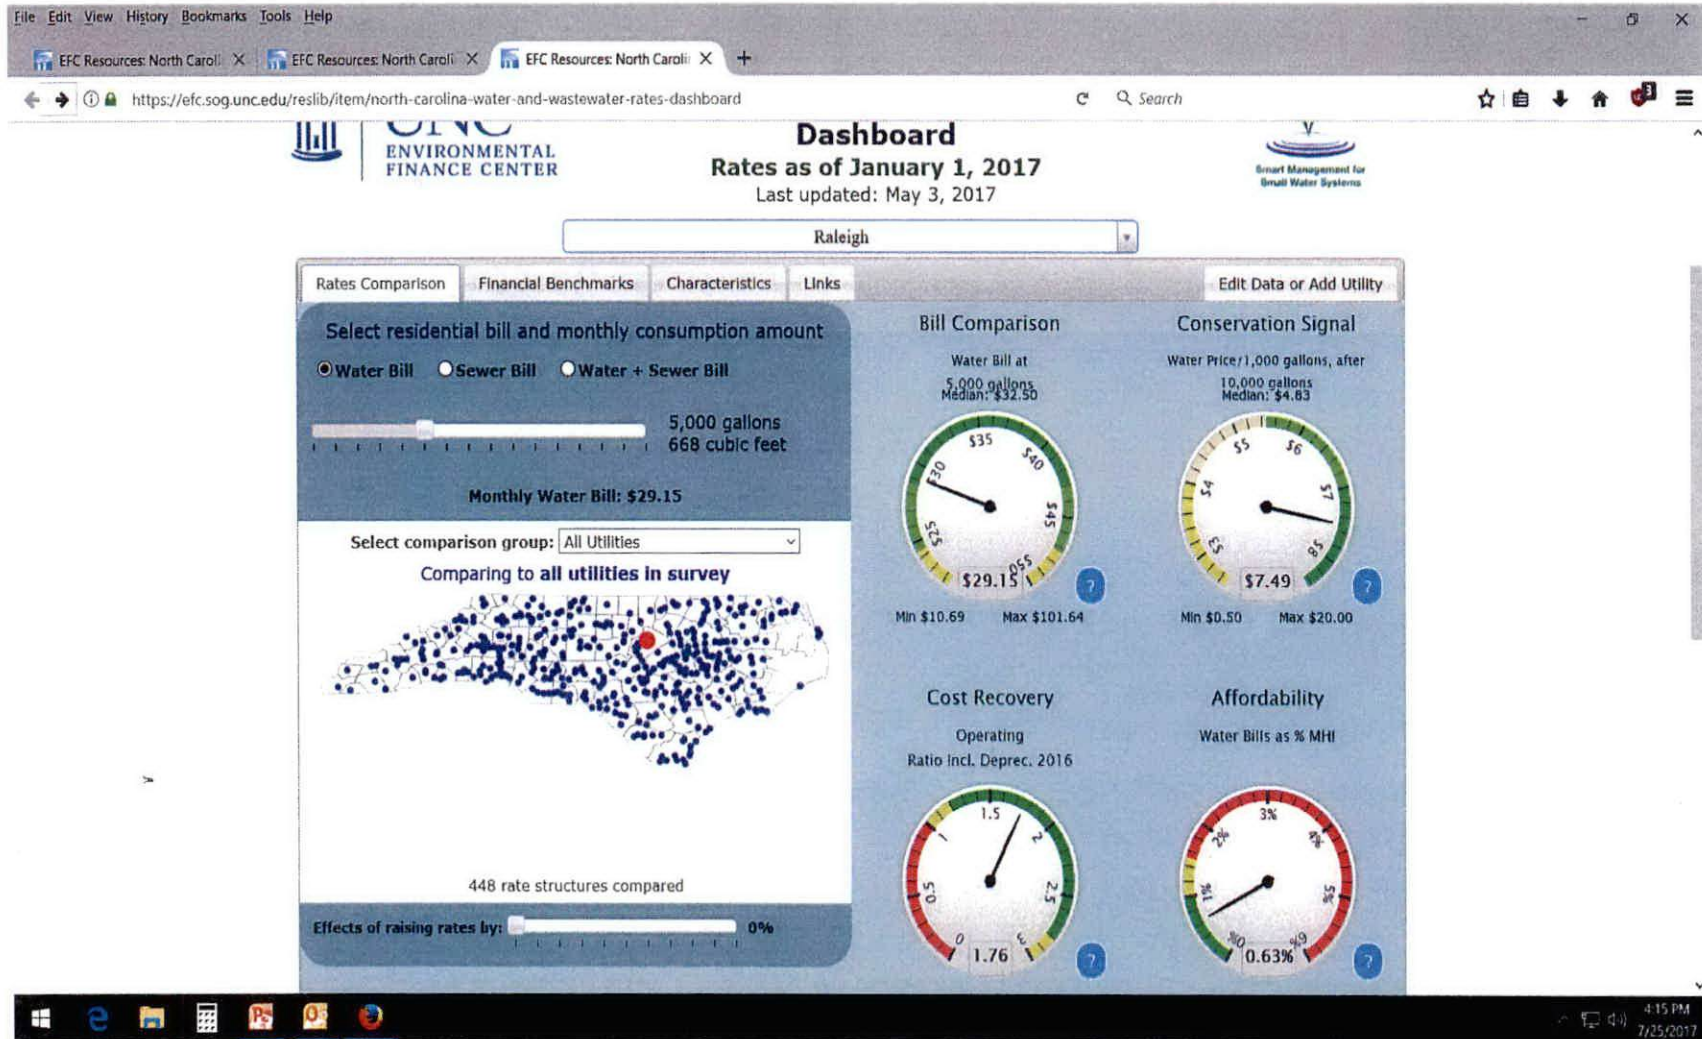 File Edit View History Bookmarks Tools Help
EFC Resources: North Caroli
EFC Resources: North Caroli
EFC Resources: North Caroli
https://efc.sog.unc.edu/reslib/item/north-carolina-water-and-wastewater-rates-dashboard
Search
3
UNC
ENVIRONMENTAL
FINANCE CENTER
Dashboard
Rates as of January 1, 2017
Last updated: May 3, 2017
Smart Management for
Small Water Systems
Raleigh
Rates Comparison Financial Benchmarks Characteristics Links Edit Data or Add Utility
Select residential bill and monthly consumption amount
Water Bill Sewer Bill Water + Sewer Bill
5,000 gallons
668 cubic feet
Monthly Water Bill: $29.15
Select comparison group: All Utilities
Comparing to all utilities in survey
448 rate structures compared
Effects of raising rates by: 0%
Bill Comparison
Water Bill at
5,000 gallons
Median: $32.50
$25 $30 $35 $40 $45 $50
$29.15
?
Min $10.69 Max $101.64
Conservation Signal
Water Price/1,000 gallons, after
10,000 gallons
Median: $4.83
$3 $4 $5 $6 $7 $8
$7.49
?
Min $0.50 Max $20.00
Cost Recovery
Operating
Ratio Incl. Deprec. 2016
0 0.5 1 1.5 2 2.5 3
1.76
?
Affordability
Water Bills as % MHI
0% 1% 2% 3% 4% 5% 6%
0.63%
?
4:15 PM
7/25/2017